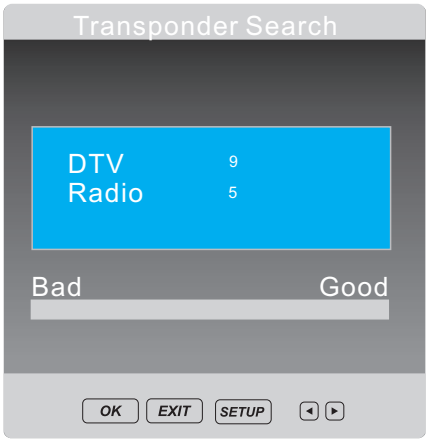 Transponder Search
DTV 9
Radio 5
Bad Good
OK EXIT SETUP